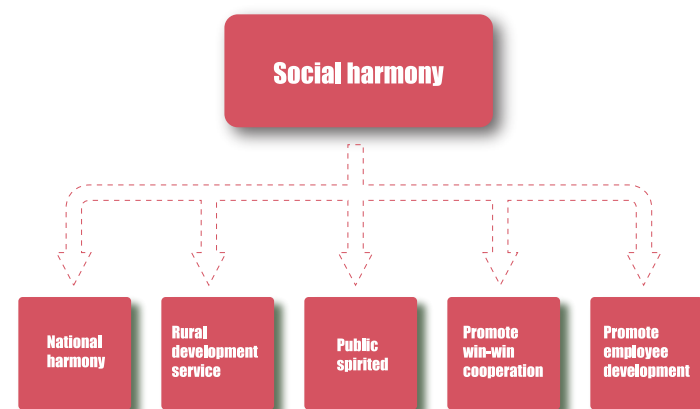 Social harmony
National
harmony
Rural
development
service
Public
spirited
Promote
win-win
cooperation
Promote
employee
development